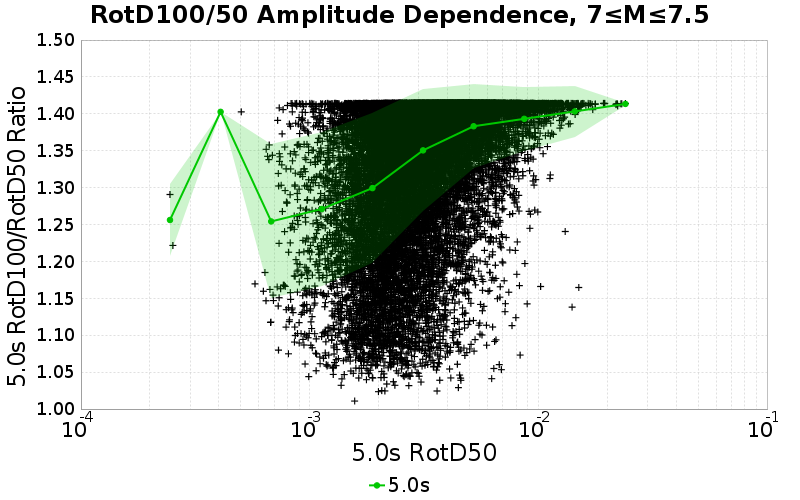 RotD100/50 Amplitude Dependence, 7≤M≤7.5
5.0s RotD100/RotD50 Ratio
1.50
1.45
1.40
1.35
1.30
1.25
1.20
1.15
1.10
1.05
1.00
10^-4 10^-3 10^-2 10^-1
5.0s RotD50
5.0s